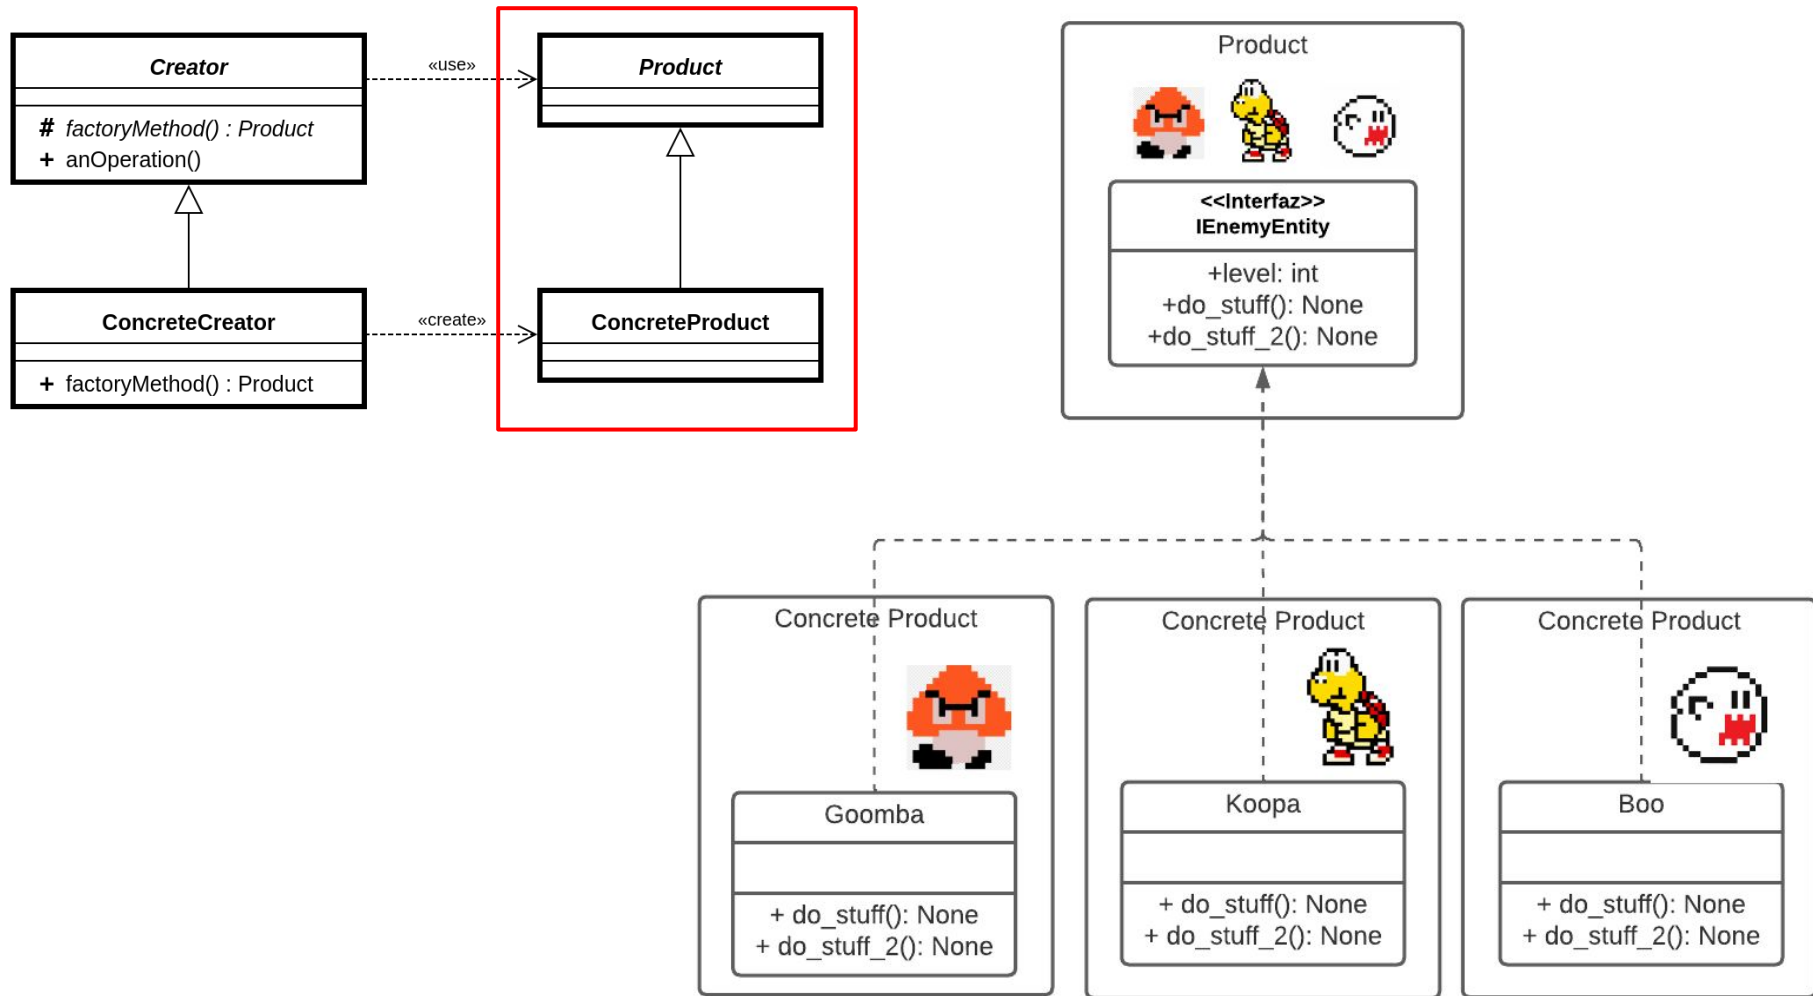 Creator
# factoryMethod() : Product
+ anOperation()
«use»
Product
ConcreteCreator
+ factoryMethod() : Product
«create»
ConcreteProduct
Product
<<Interfaz>>
IEnemyEntity
+level: int
+do_stuff(): None
+do_stuff_2(): None
Concrete Product
Goomba
+ do_stuff(): None
+ do_stuff_2(): None
Concrete Product
Koopa
+ do_stuff(): None
+ do_stuff_2(): None
Concrete Product
Boo
+ do_stuff(): None
+ do_stuff_2(): None